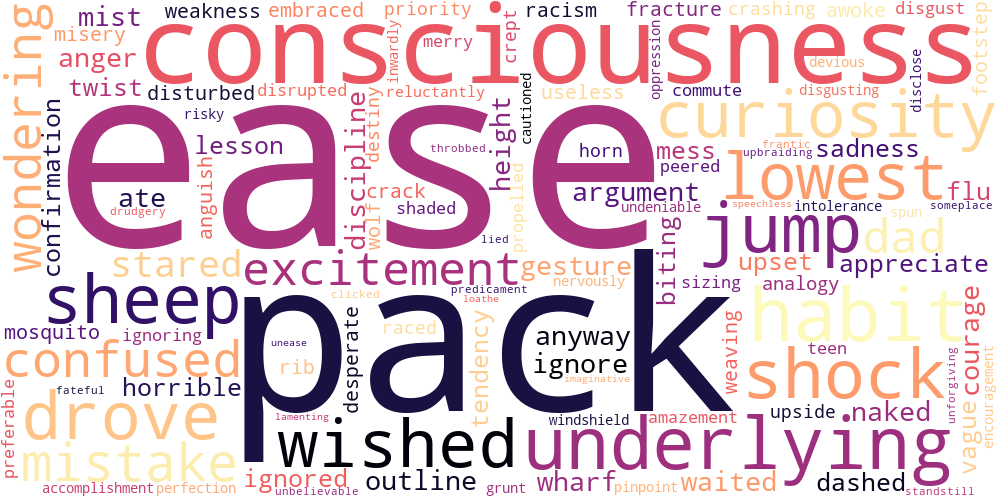 mist
weakness
embraced
priority
racism
fracture
crashing
awoke
disgust
misery
consciousness
merry
crept
inwardly
anger
devious
oppression
disclose
footstep
wondering
twist
disturbed
disrupted
reluctantly
useless
commute
disgusting
cautioned
risky
curiosity
ease
lesson
discipline
destiny
height
throbbed
horn
mess
peered
frantic
upbraiding
sadness
confirmation
ate
drudgery
anguish
crack
shaded
wolf
propelled
argument
undeniable
lowest
flu
speechless
intolerance
spun
someplace
lied
jump
dad
stared
excitement
gesture
nervously
biting
sizing
upset
analogy
appreciate
sheep
pack
clicked
predicament
loathe
habit
mosquito
ignoring
unease
desperate
raced
anyway
ignore
imaginative
weaving
teen
courage
confused
rib
tendency
shock
unforgiving
encouragement
fateful
horrible
preferable
drove
lamenting
wished
windshield
amazement
upside
naked
vague
mistake
underlying
ignored
outline
wharf
waited
dashed
accomplishment
perfection
unbelievable
grunt
pinpoint
standstill